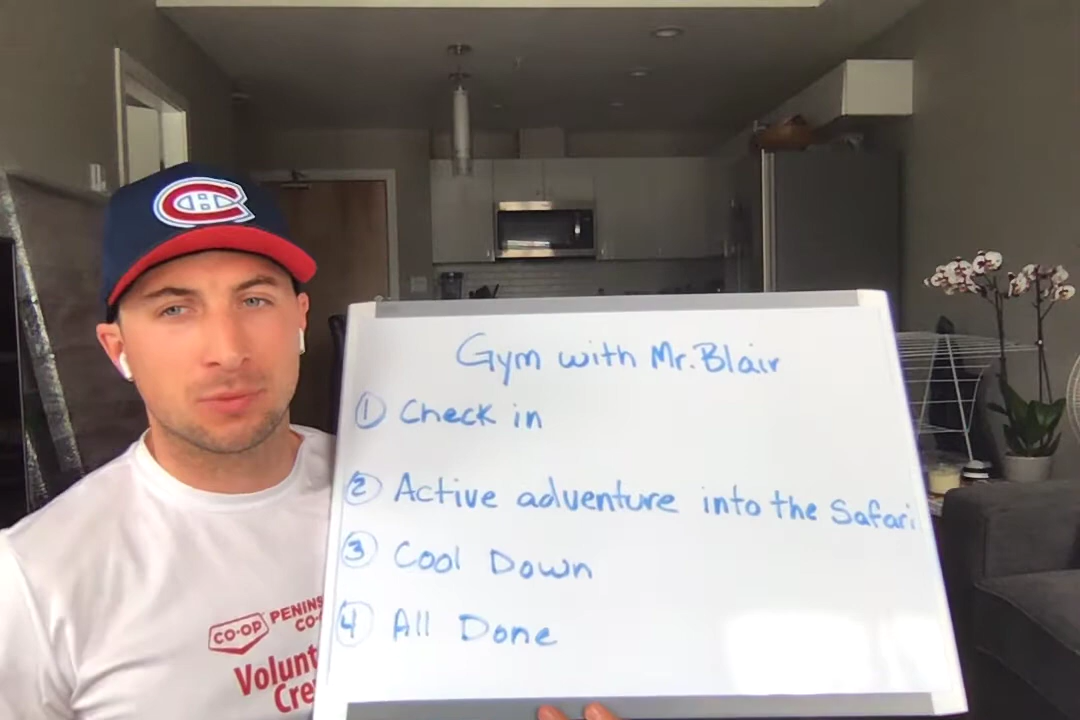 Gym with Mr. Blair
① Check in
② Active adventure into the Safari
③ Cool Down
④ All Done
CO-OP
Volunt
Cre